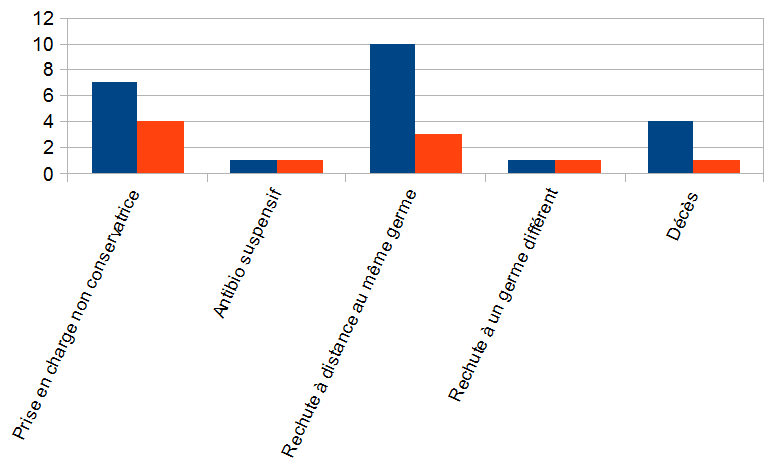 12
10
8
6
4
2
0
Prise en charge non conservatrice
Antibio suspensif
Rechute à distance au même germe
Rechute à un germe différent
Décès